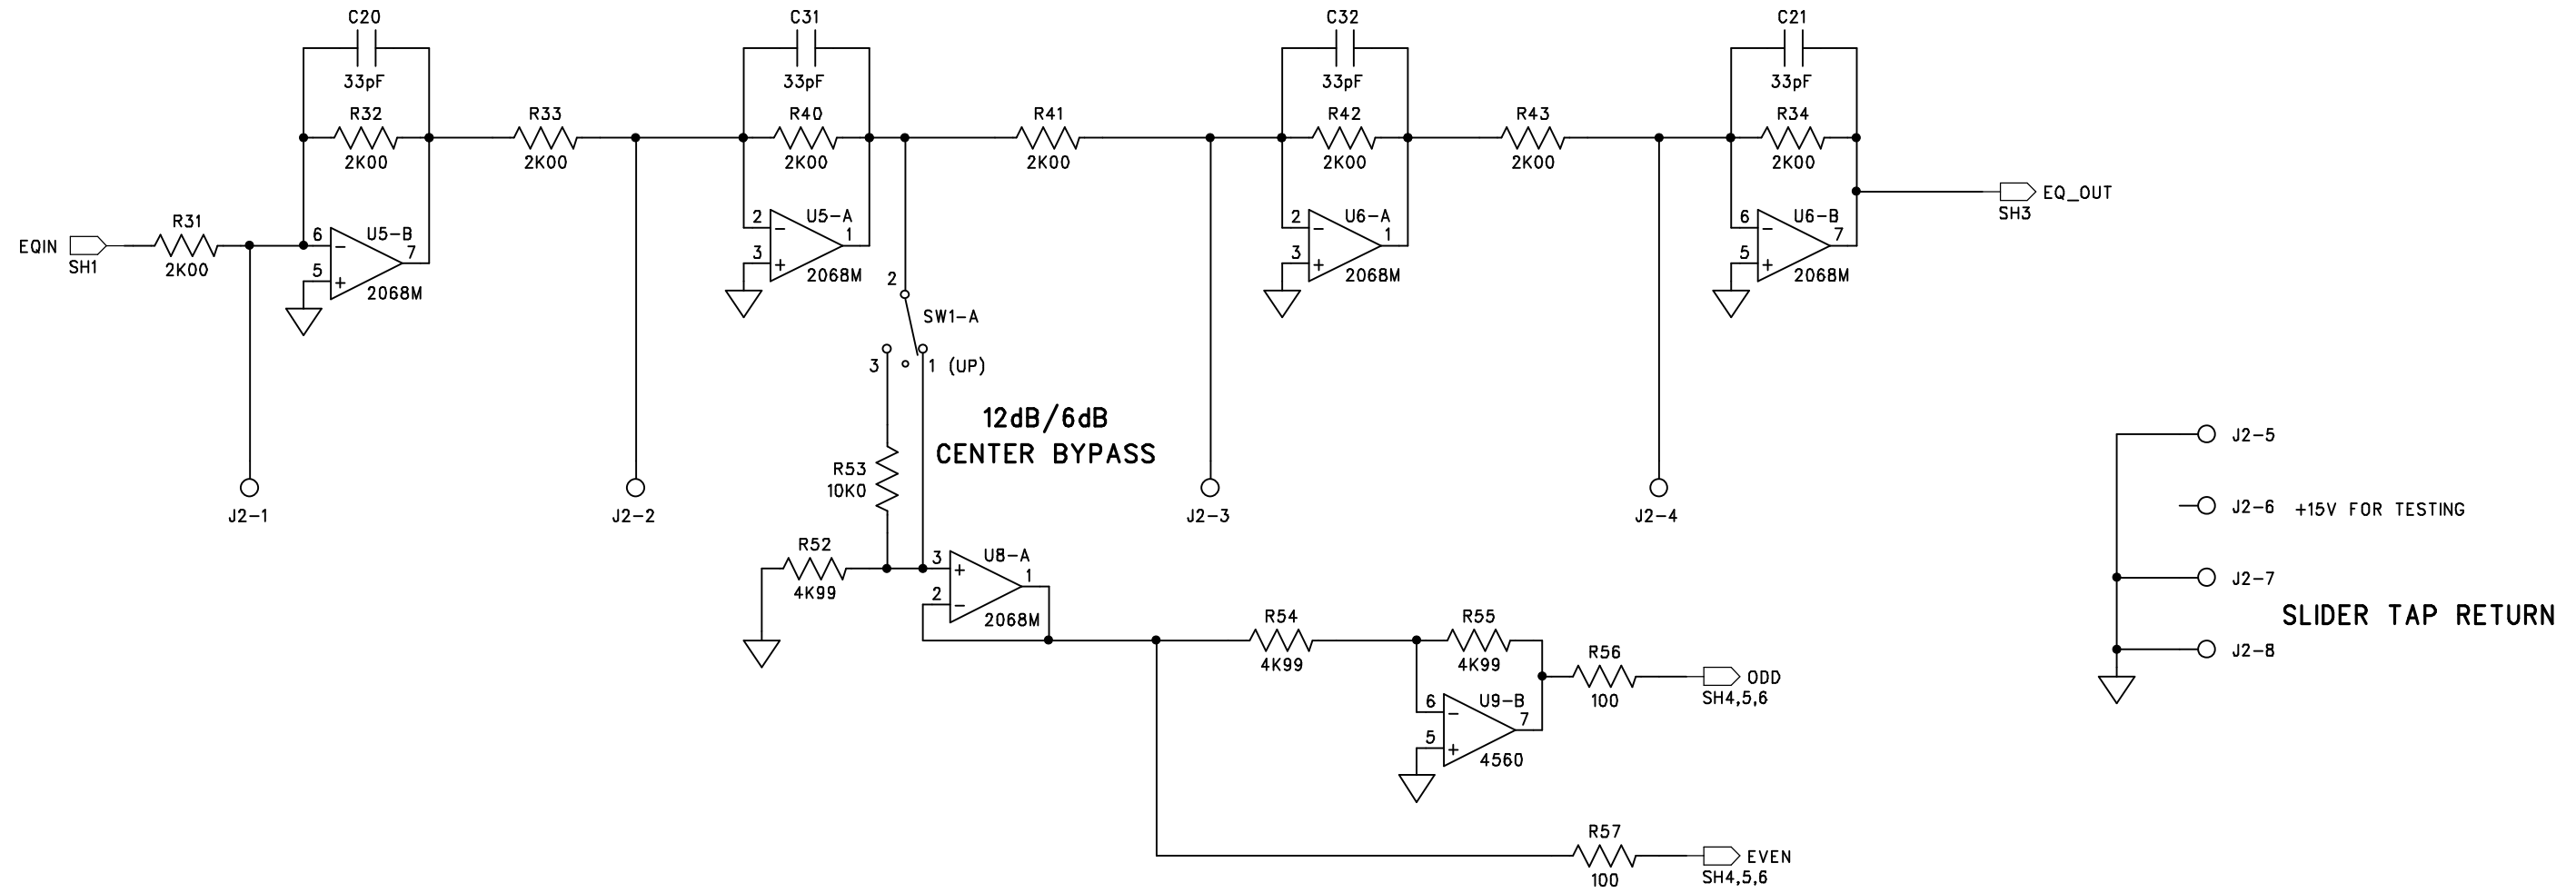 C20
C31
C32
C21
33pF
33pF
33pF
33pF
R32
R33
R40
R41
R42
R43
R34
2K00
2K00
2K00
2K00
2K00
2K00
2K00
EQ_OUT
SH3
R31
EQIN
SH1
2K00
6
5
−
+
U5-B
7
2068M
2
3
−
+
U5-A
1
2068M
2
3
−
+
U6-A
1
2068M
6
5
−
+
U6-B
7
2068M
2
SW1-A
3
1 (UP)
12dB/6dB
CENTER BYPASS
R53
10K0
J2-1
J2-2
J2-3
J2-4
J2-5
J2-6 +15V FOR TESTING
J2-7
SLIDER TAP RETURN
J2-8
R52
4K99
3
2
+
−
U8-A
1
2068M
R54
4K99
R55
4K99
R56
100
ODD
SH4,5,6
6
5
−
+
U9-B
7
4560
R57
100
EVEN
SH4,5,6